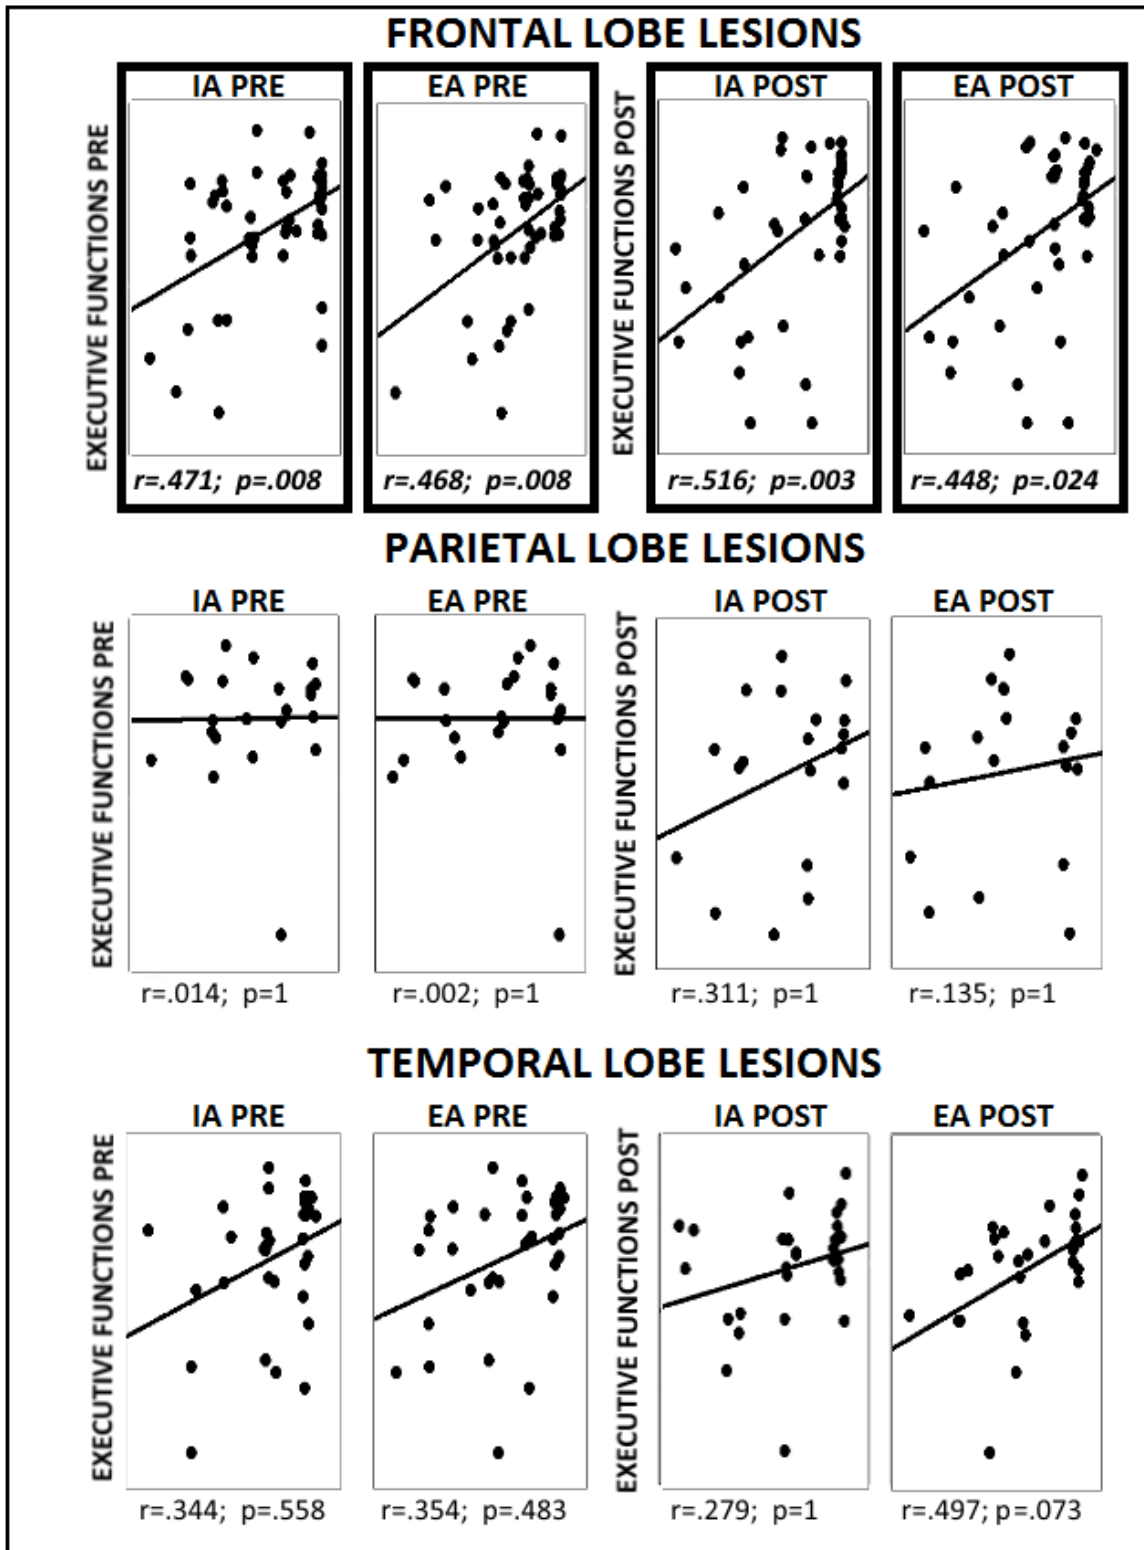 FRONTAL LOBE LESIONS
IA PRE
EA PRE
IA POST
EA POST
EXECUTIVE FUNCTIONS PRE
EXECUTIVE FUNCTIONS POST
r=.471; p=.008
r=.468; p=.008
r=.516; p=.003
r=.448; p=.024
PARIETAL LOBE LESIONS
IA PRE
EA PRE
IA POST
EA POST
EXECUTIVE FUNCTIONS PRE
EXECUTIVE FUNCTIONS POST
r=.014; p=1
r=.002; p=1
r=.311; p=1
r=.135; p=1
TEMPORAL LOBE LESIONS
IA PRE
EA PRE
IA POST
EA POST
EXECUTIVE FUNCTIONS PRE
EXECUTIVE FUNCTIONS POST
r=.344; p=.558
r=.354; p=.483
r=.279; p=1
r=.497; p=.073